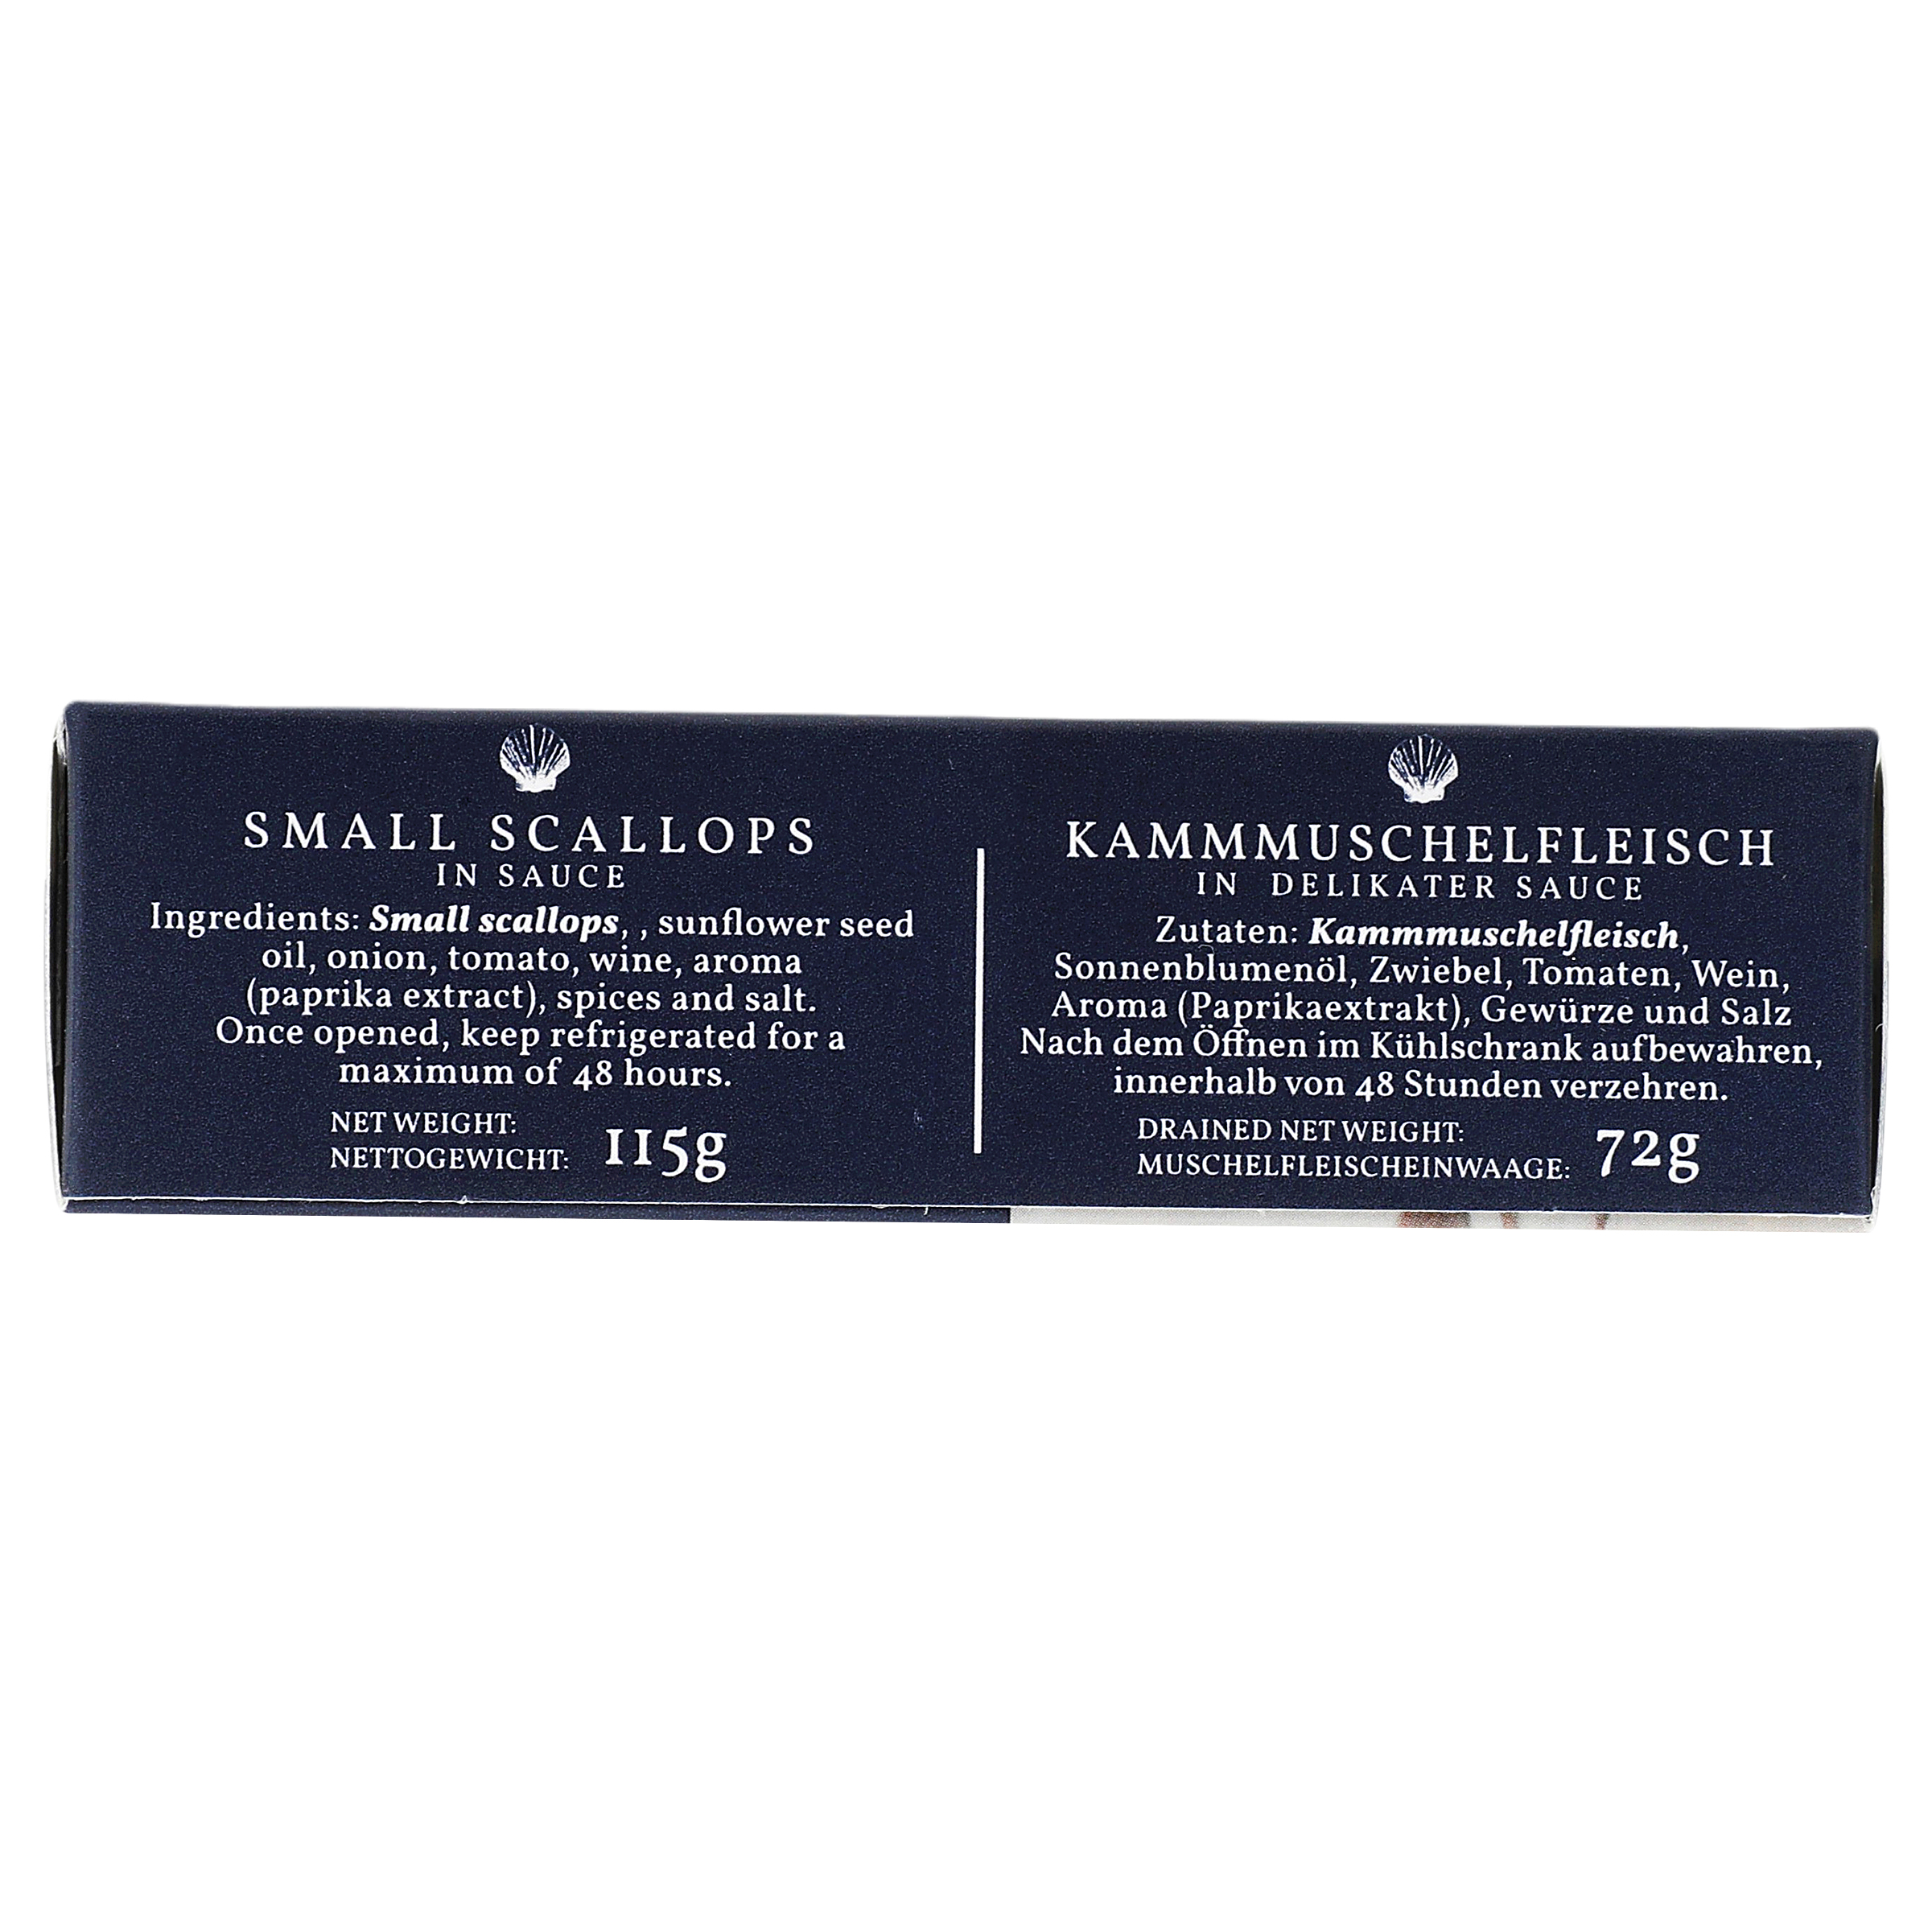 SMALL SCALLOPS
IN SAUCE
Ingredients: Small scallops, , sunflower seed
oil, onion, tomato, wine, aroma
(paprika extract), spices and salt.
Once opened, keep refrigerated for a
maximum of 48 hours.
NET WEIGHT:
NETTOGEWICHT: 115g
KAMMMUSCHELFLEISCH
IN DELIKATER SAUCE
Zutaten: Kammmuschelfleisch,
Sonnenblumenöl, Zwiebel, Tomaten, Wein,
Aroma (Paprikaextrakt), Gewürze und Salz
Nach dem Öffnen im Kühlschrank aufbewahren,
innerhalb von 48 Stunden verzehren.
DRAINED NET WEIGHT:
MUSCHELFLEISCHEINWAAGE: 72g